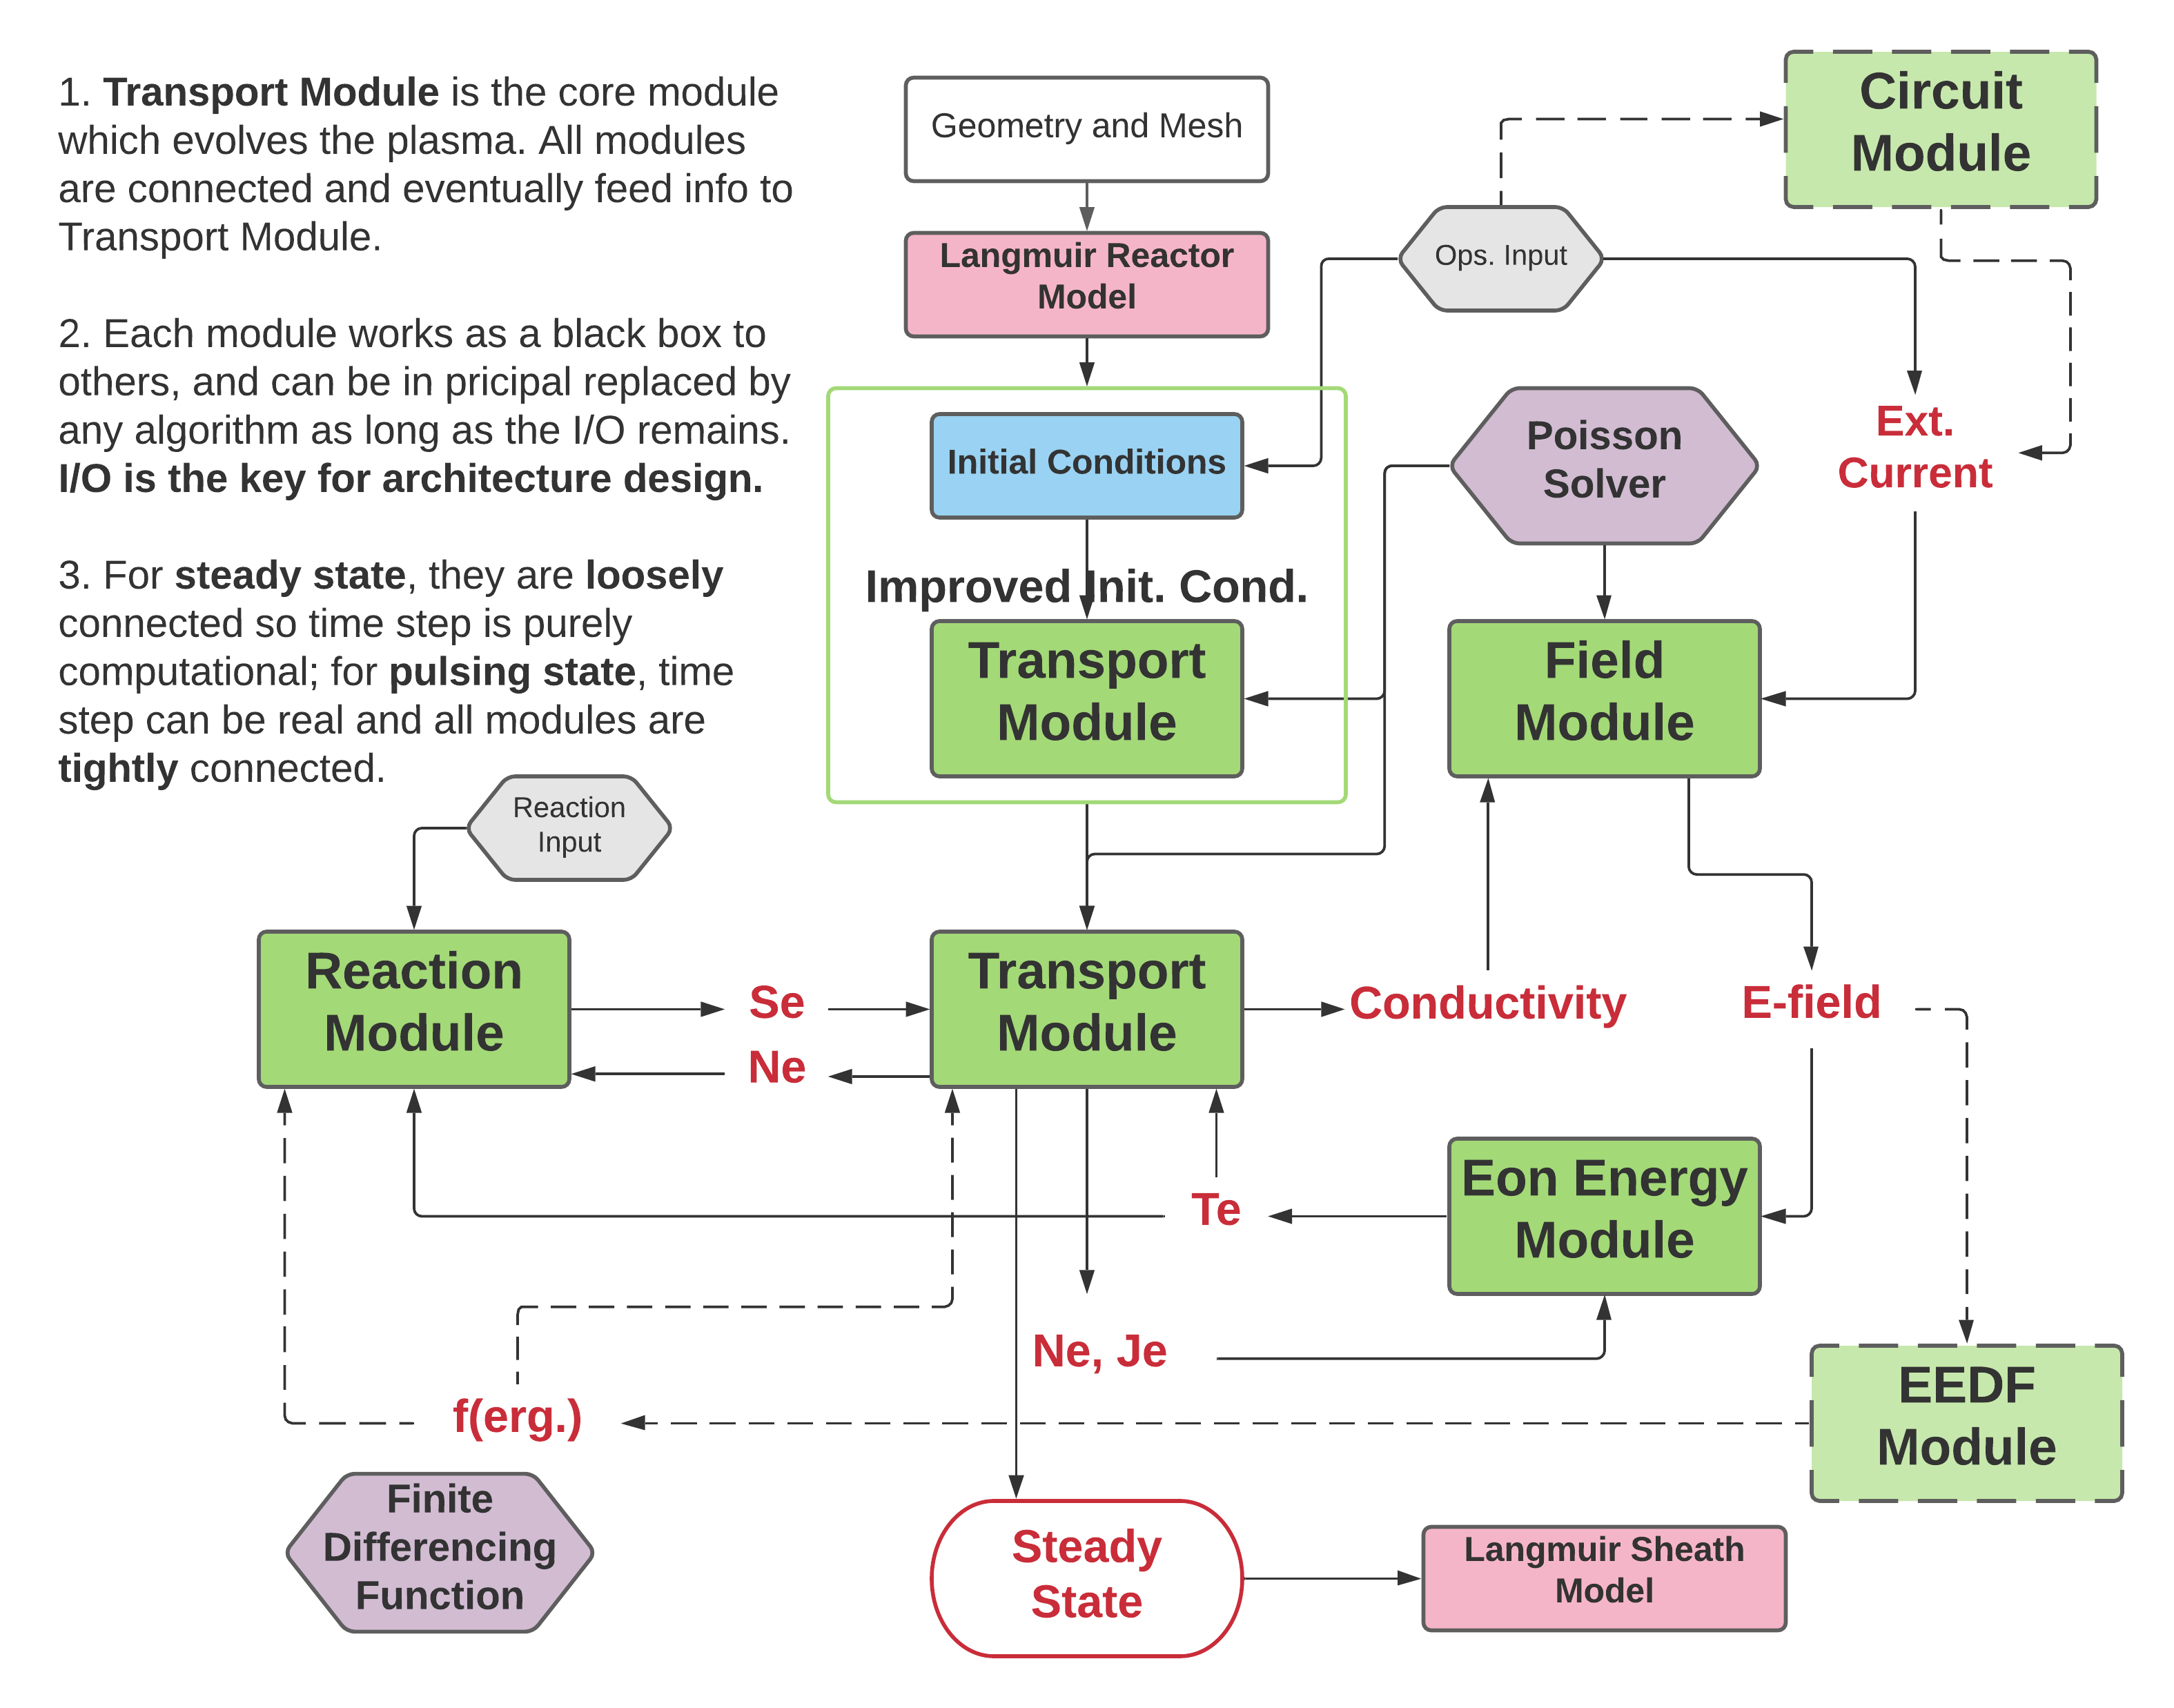 1. Transport Module is the core module
which evolves the plasma. All modules
are connected and eventually feed info to
Transport Module.
2. Each module works as a black box to
others, and can be in pricipal replaced by
any algorithm as long as the I/O remains.
I/O is the key for architecture design.
3. For steady state, they are loosely
connected so time step is purely
computational; for pulsing state, time
step can be real and all modules are
tightly connected.
Geometry and Mesh
Langmuir Reactor
Model
Circuit
Module
Ops. Input
Initial Conditions
Improved Init. Cond.
Transport
Module
Poisson
Solver
Ext.
Current
Field
Module
Reaction
Input
Reaction
Module
Se
Ne
Transport
Module
Conductivity
E-field
Te
Eon Energy
Module
Ne, Je
f(erg.)
EEDF
Module
Finite
Differencing
Function
Steady
State
Langmuir Sheath
Model